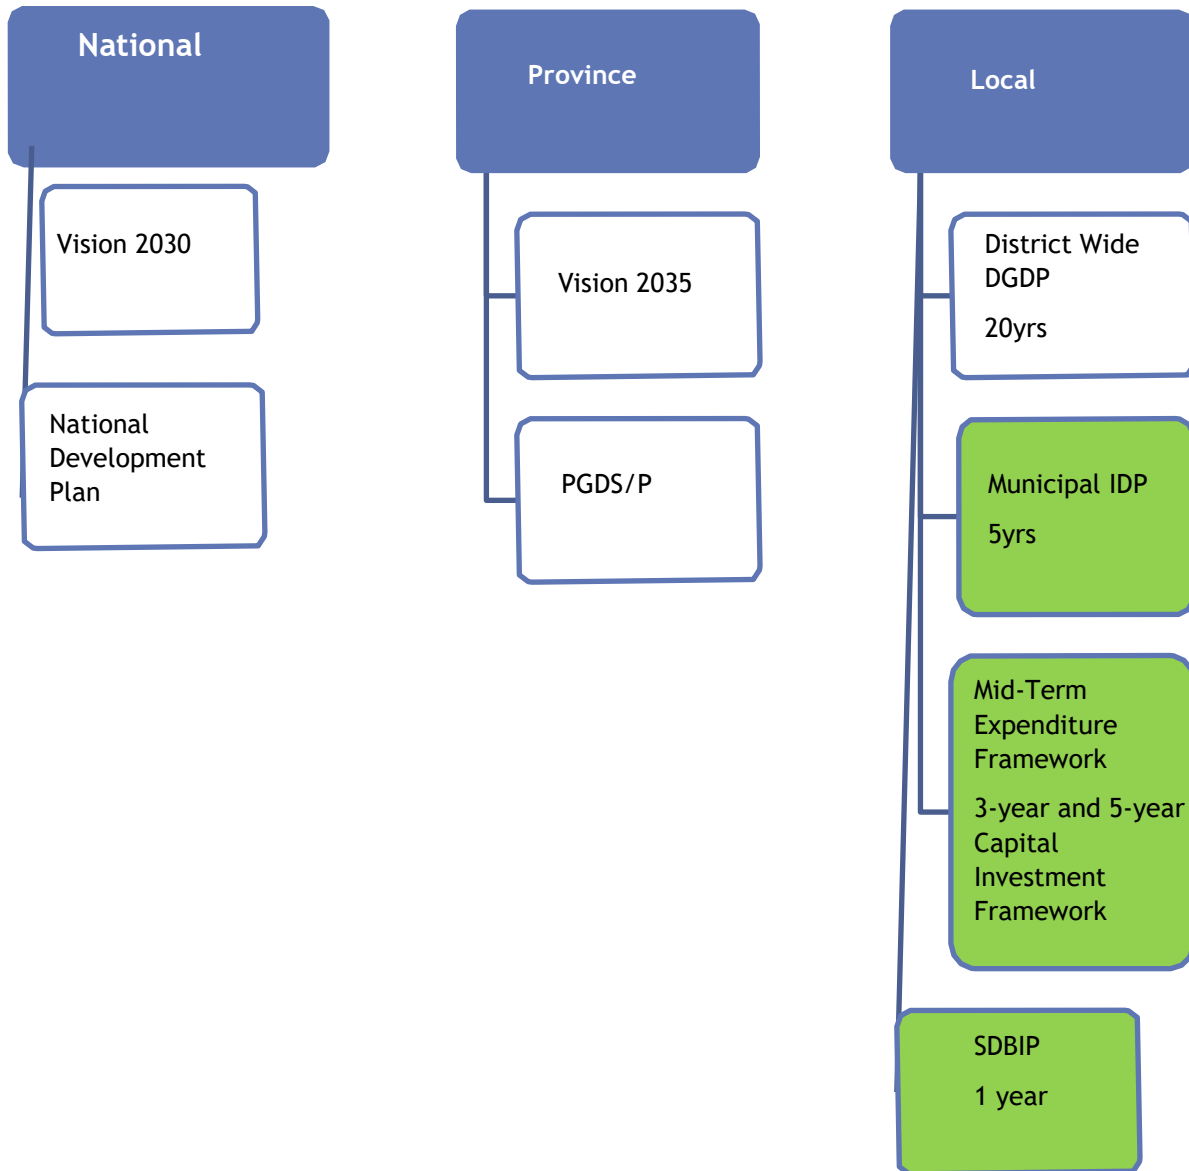 National
Vision 2030
National
Development
Plan
Province
Vision 2035
PGDS/P
Local
District Wide
DGDP
20yrs
Municipal IDP
5yrs
Mid-Term
Expenditure
Framework
3-year and 5-year
Capital
Investment
Framework
SDBIP
1 year